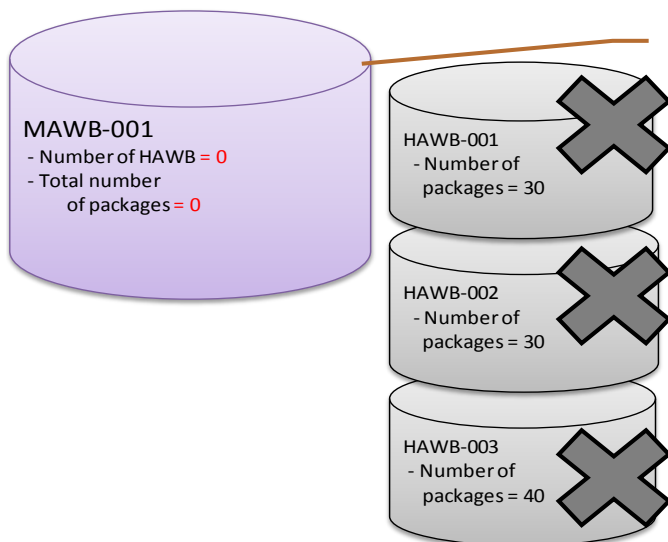 MAWB-001
- Number of HAWB = 0
- Total number
of packages = 0
HAWB-001
- Number of
packages = 30
HAWB-002
- Number of
packages = 30
HAWB-003
- Number of
packages = 40